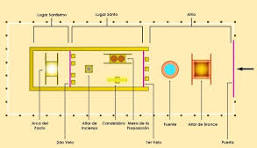 Lugar Santísimo
Lugar Santo
Atrio
Arca del
Pacto
Altar de
Incienso
Candelabro
Mesa de la
Proposición
Fuente
Altar de Bronce
2do Velo
1er Velo
Puerta